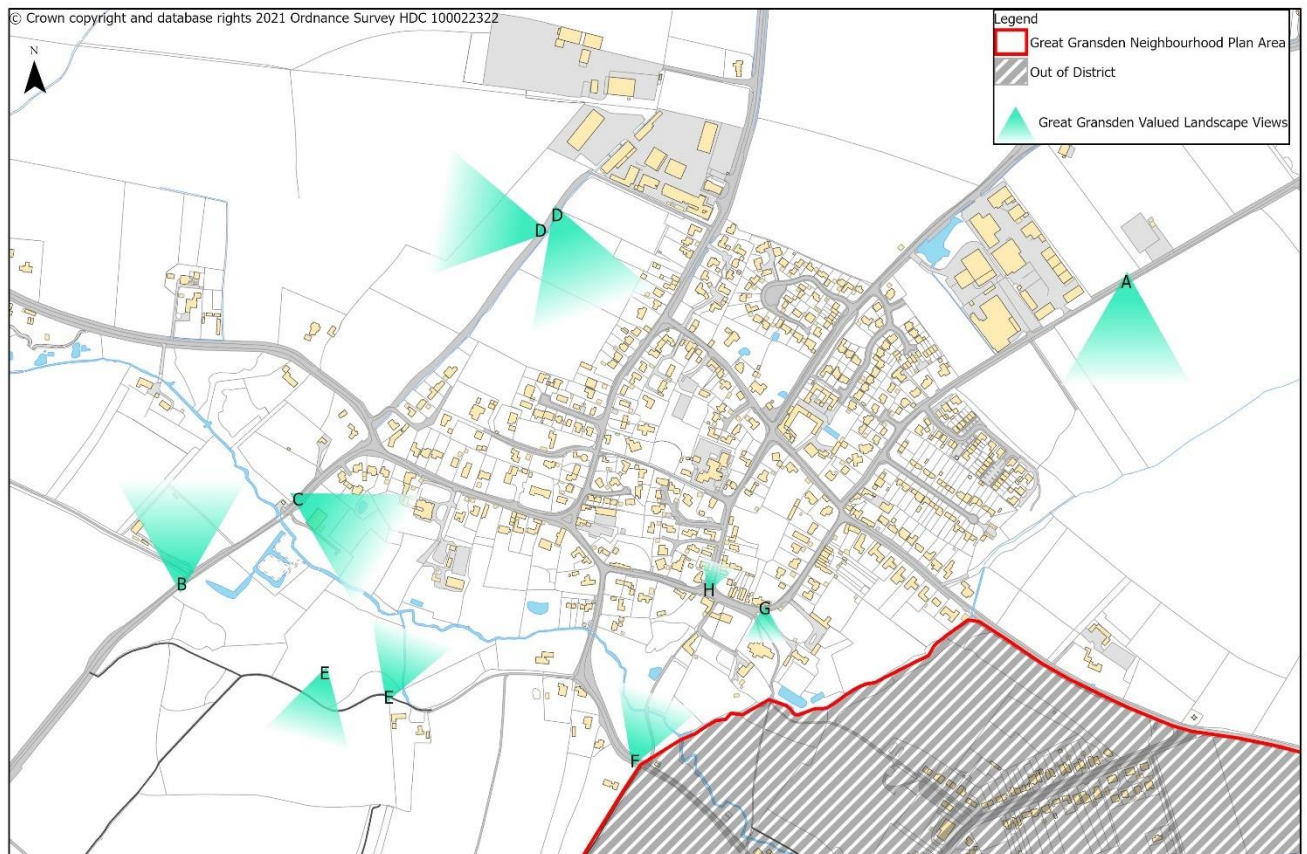 © Crown copyright and database rights 2021 Ordnance Survey HDC 100022322
N
Legend
Great Gransden Neighbourhood Plan Area
Out of District
Great Gransden Valued Landscape Views
D
D
A
C
B
H
G
E
E
F